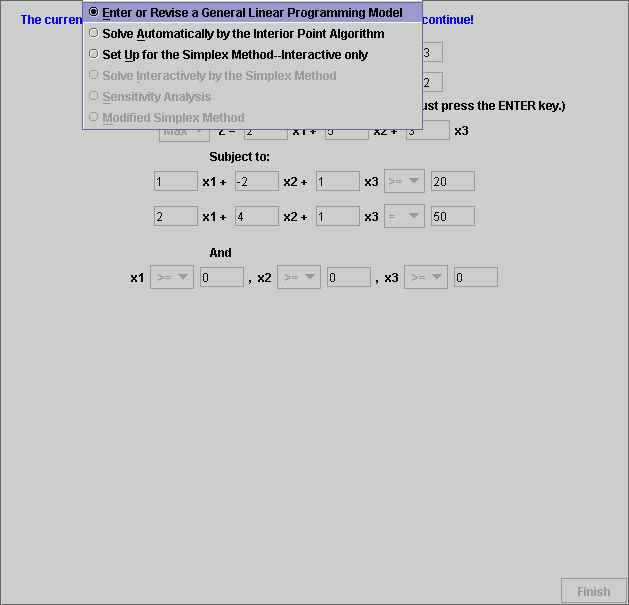 The curren
continue!
Enter or Revise a General Linear Programming Model
Solve Automatically by the Interior Point Algorithm
Set Up for the Simplex Method--Interactive only
3
Solve Interactively by the Simplex Method
2
Sensitivity Analysis
ust press the ENTER key.)
Modified Simplex Method
Max Z = 2 x1 + 5 x2 + 3 x3
Subject to:
1 x1 + -2 x2 + 1 x3 >= 20
2 x1 + 4 x2 + 1 x3 = 50
And
x1 >= 0 , x2 >= 0 , x3 >= 0
Finish